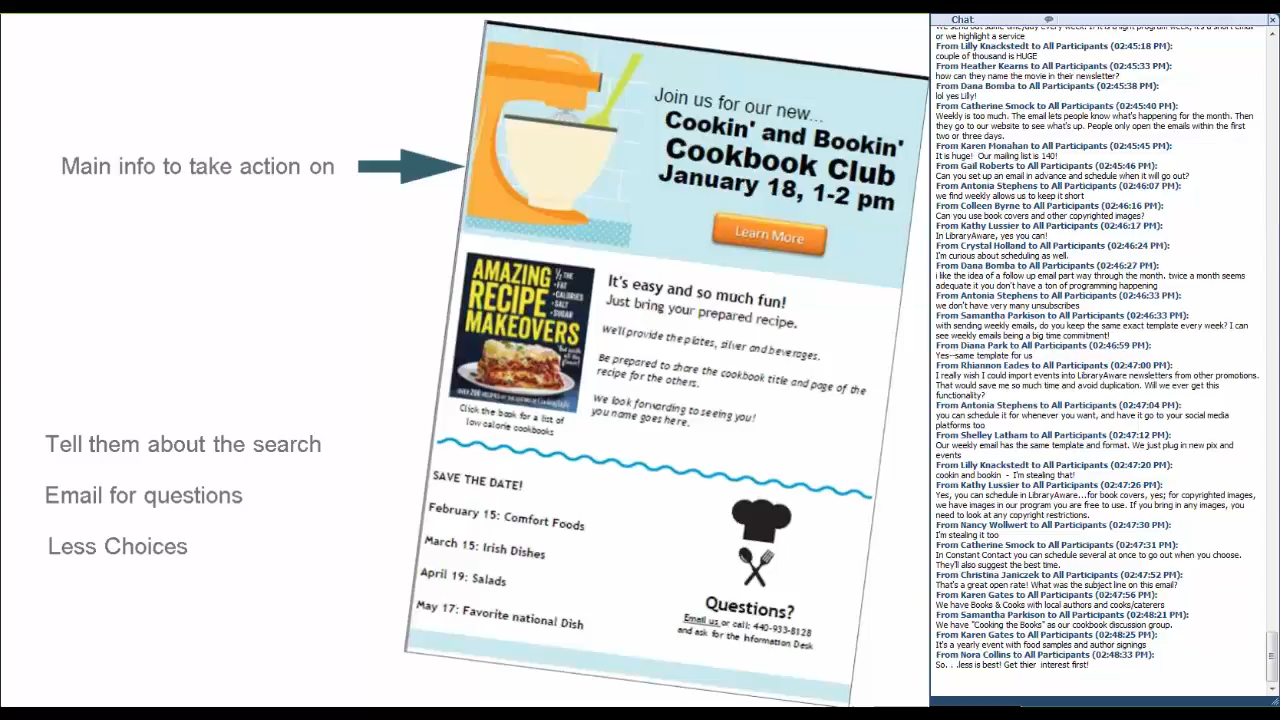 Main info to take action on
Tell them about the search
Email for questions
Less Choices
Join us for our new...
Cookin' and Bookin'
Cookbook Club
January 18, 1-2 pm
Learn More
AMAZING
RECIPE
MAKEOVERS
½ THE
•FAT
•CALORIES
•SALT
•SUGAR
Click the book for a list of
low calorie cookbooks
It's easy and so much fun!
Just bring your prepared recipe.
We'll provide the plates, silver and beverages.
Be prepared to share the cookbook title and page of the
recipe for the others.
We look forwarding to seeing you!
you name goes here.
SAVE THE DATE!
February 15: Comfort Foods
March 15: Irish Dishes
April 19: Salads
May 17: Favorite national Dish
Questions?
Email us or call: 440-933-8128
and ask for the Information Desk
Chat
or we highlight a service
From Lilly Knackstedt to All Participants (02:45:18 PM):
couple of thousand is HUGE
From Heather Kearns to All Participants (02:45:33 PM):
how can they name the movie in their newsletter?
From Dana Bomba to All Participants (02:45:38 PM):
lol yes Lilly!
From Catherine Smock to All Participants (02:45:40 PM):
Weekly is too much. The email lets people know what's happening for the month. Then
they go to our website to see what's up. People only open the emails within the first
two or three days.
From Karen Monahan to All Participants (02:45:45 PM):
It is huge!  Our mailing list is 140!
From Gail Roberts to All Participants (02:45:46 PM):
Can you set up an email in advance and schedule when it will go out?
From Antonia Stephens to All Participants (02:46:07 PM):
we find weekly allows us to keep it short
From Colleen Byrne to All Participants (02:46:16 PM):
Can you use book covers and other copyrighted images?
From Kathy Lussier to All Participants (02:46:17 PM):
In LibraryAware, yes you can!
From Crystal Holland to All Participants (02:46:24 PM):
I'm curious about scheduling as well.
From Dana Bomba to All Participants (02:46:27 PM):
i like the idea of a follow up email part way through the month. twice a month seems
adequate it you don't have a ton of programming happening
From Antonia Stephens to All Participants (02:46:33 PM):
we don't have very many unsubscribes
From Samantha Parkison to All Participants (02:46:33 PM):
with sending weekly emails, do you keep the same exact template every week? I can
see weekly emails being a big time commitment!
From Diana Park to All Participants (02:46:59 PM):
Yes--same template for us
From Rhiannon Eades to All Participants (02:47:00 PM):
I really wish I could import events into LibraryAware newsletters from other promotions.
That would save me so much time and avoid duplication. Will we ever get this
functionality?
From Antonia Stephens to All Participants (02:47:04 PM):
you can schedule it for whenever you want, and have it go to your social media
platforms too
From Shelley Latham to All Participants (02:47:12 PM):
Our weekly email has the same template and format. We just plug in new pix and
events
From Lilly Knackstedt to All Participants (02:47:20 PM):
cookin and bookin  - I'm stealing that!
From Kathy Lussier to All Participants (02:47:26 PM):
Yes, you can schedule in LibraryAware...for book covers, yes; for copyrighted images,
we have images in our program you are free to use. If you bring in any images, you
need to look at any copyright restrictions.
From Nancy Wollwert to All Participants (02:47:30 PM):
I'm stealing it too
From Catherine Smock to All Participants (02:47:31 PM):
In Constant Contact you can schedule several at once to go out when you choose.
They'll also suggest the best time.
From Christina Janiczek to All Participants (02:47:52 PM):
That's a great open rate! What was the subject line on this email?
From Karen Gates to All Participants (02:47:56 PM):
We have Books & Cooks with local authors and cooks/caterers
From Samantha Parkison to All Participants (02:48:21 PM):
We have "Cooking the Books" as our cookbook discussion group.
From Karen Gates to All Participants (02:48:25 PM):
It's a yearly event with food samples and author signings
From Nora Collins to All Participants (02:48:33 PM):
So. . .less is best! Get thier  interest first!